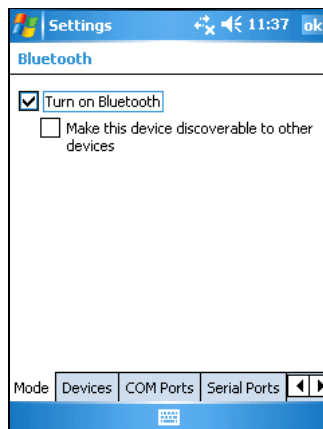 Settings 11:37 ok
Bluetooth
Turn on Bluetooth
Make this device discoverable to other
devices
Mode Devices COM Ports Serial Ports